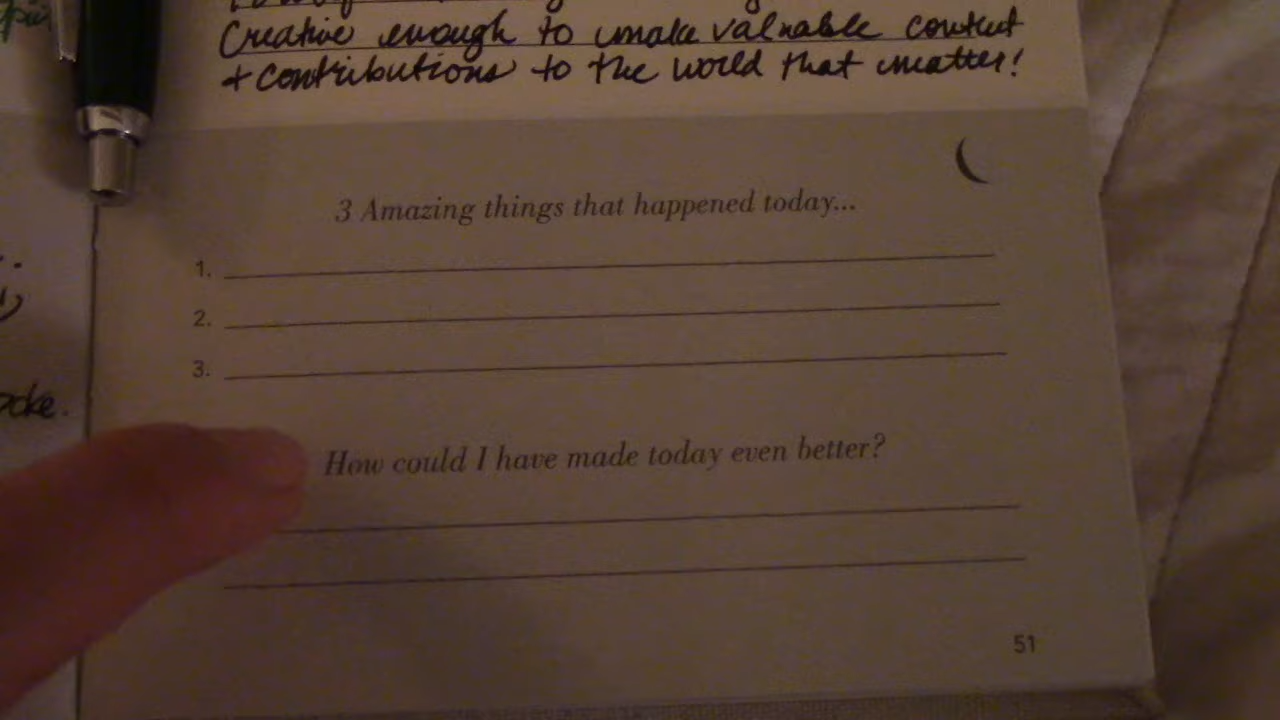 Creative enough to make valuable content
+ contributions to the world that matter!
3 Amazing things that happened today...
1.
2.
3.
How could I have made today even better?
51